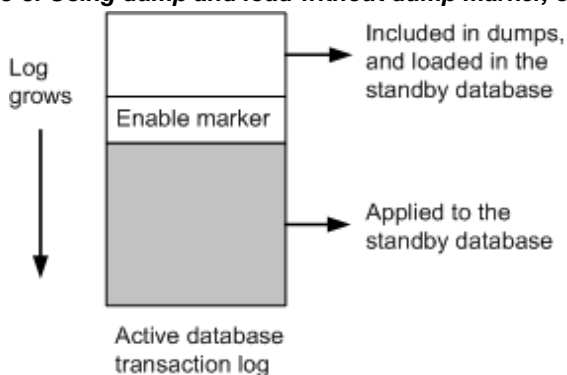 Using dump and load without dump marker,
Included in dumps,
and loaded in the
standby database
Log
grows
Enable marker
Applied to the
standby database
Active database
transaction log